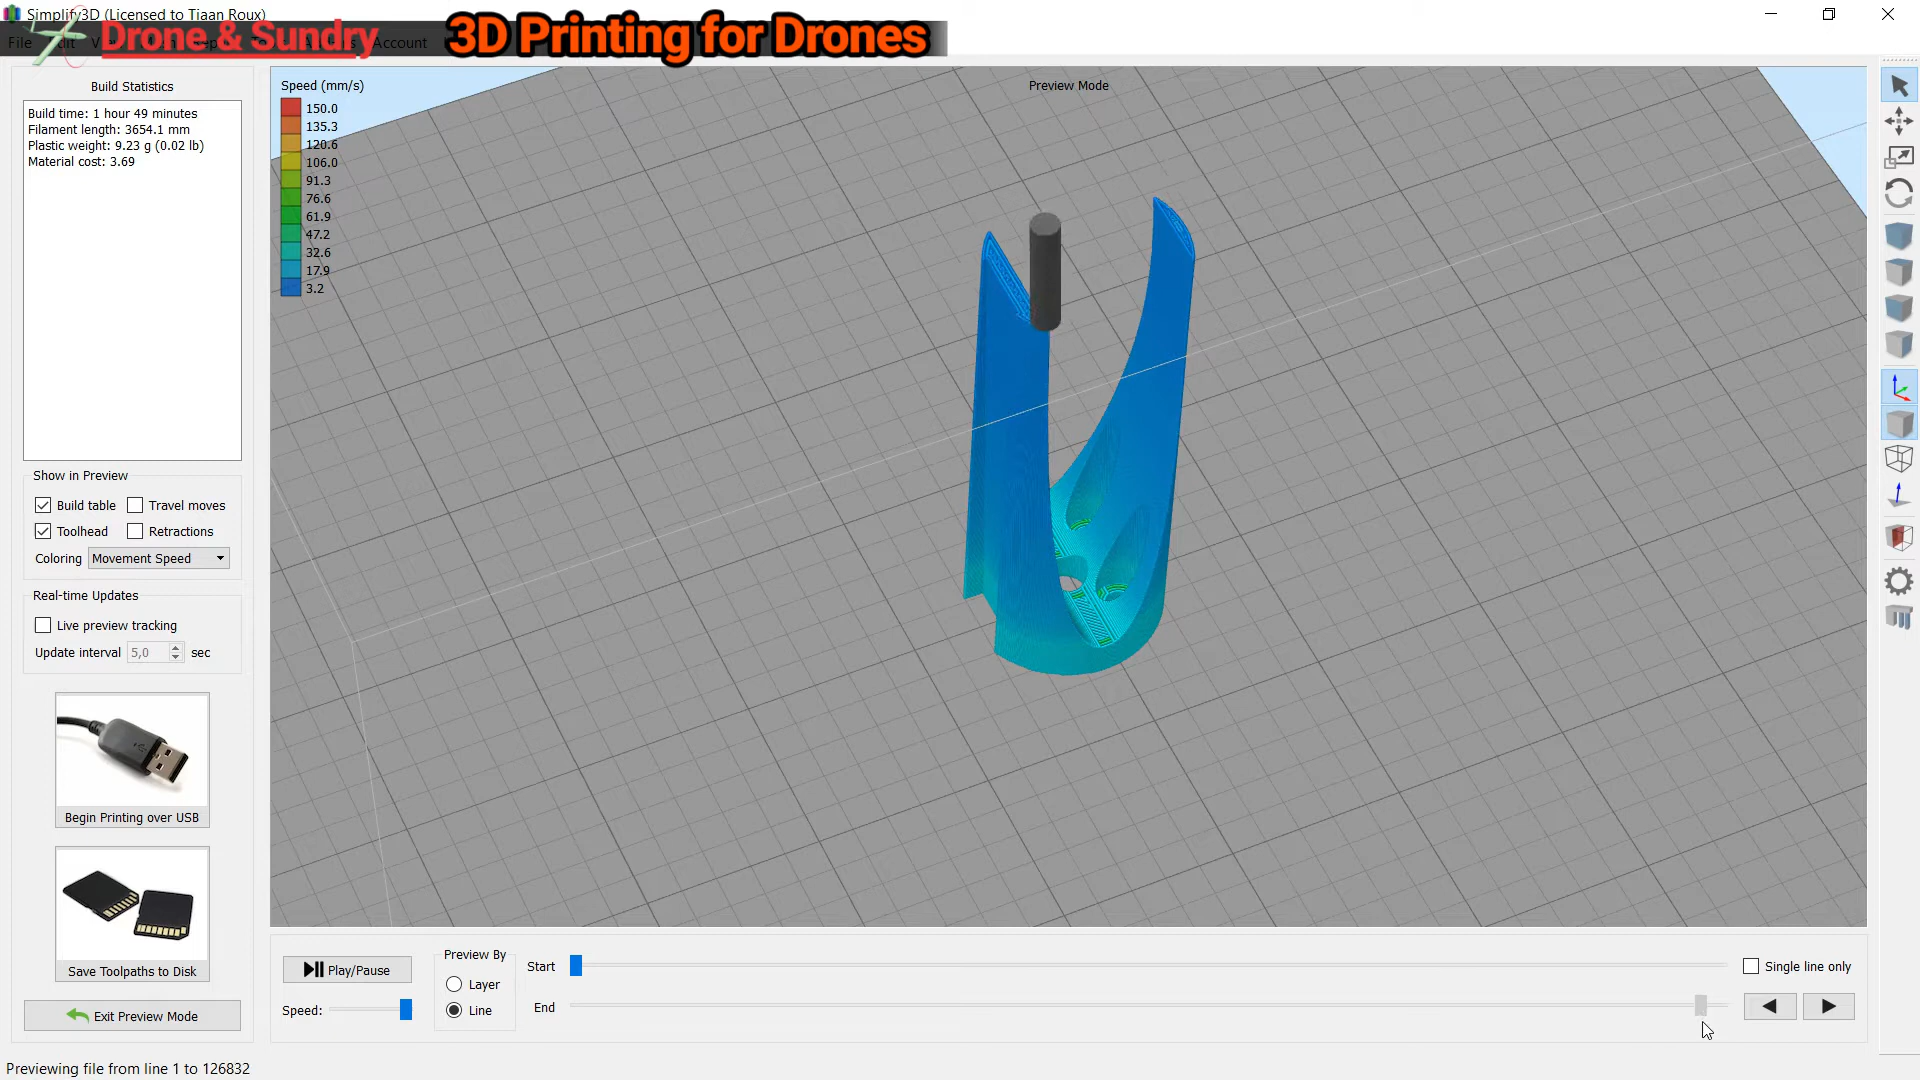 Simplify3D (Licensed to Tiaan Roux)
Drone & Sundry
3D Printing for Drones
File
Account
Build Statistics
Build time: 1 hour 49 minutes
Filament length: 3654.1 mm
Plastic weight: 9.23 g (0.02 lb)
Material cost: 3.69
Show in Preview
Build table
Travel moves
Toolhead
Retractions
Coloring
Movement Speed
Real-time Updates
Live preview tracking
Update interval
5,0
sec
Begin Printing over USB
Save Toolpaths to Disk
Exit Preview Mode
Speed (mm/s)
150.0
135.3
120.6
106.0
91.3
76.6
61.9
47.2
32.6
17.9
3.2
Preview Mode
Play/Pause
Speed:
Preview By
Layer
Line
Start
End
Single line only
Previewing file from line 1 to 126832